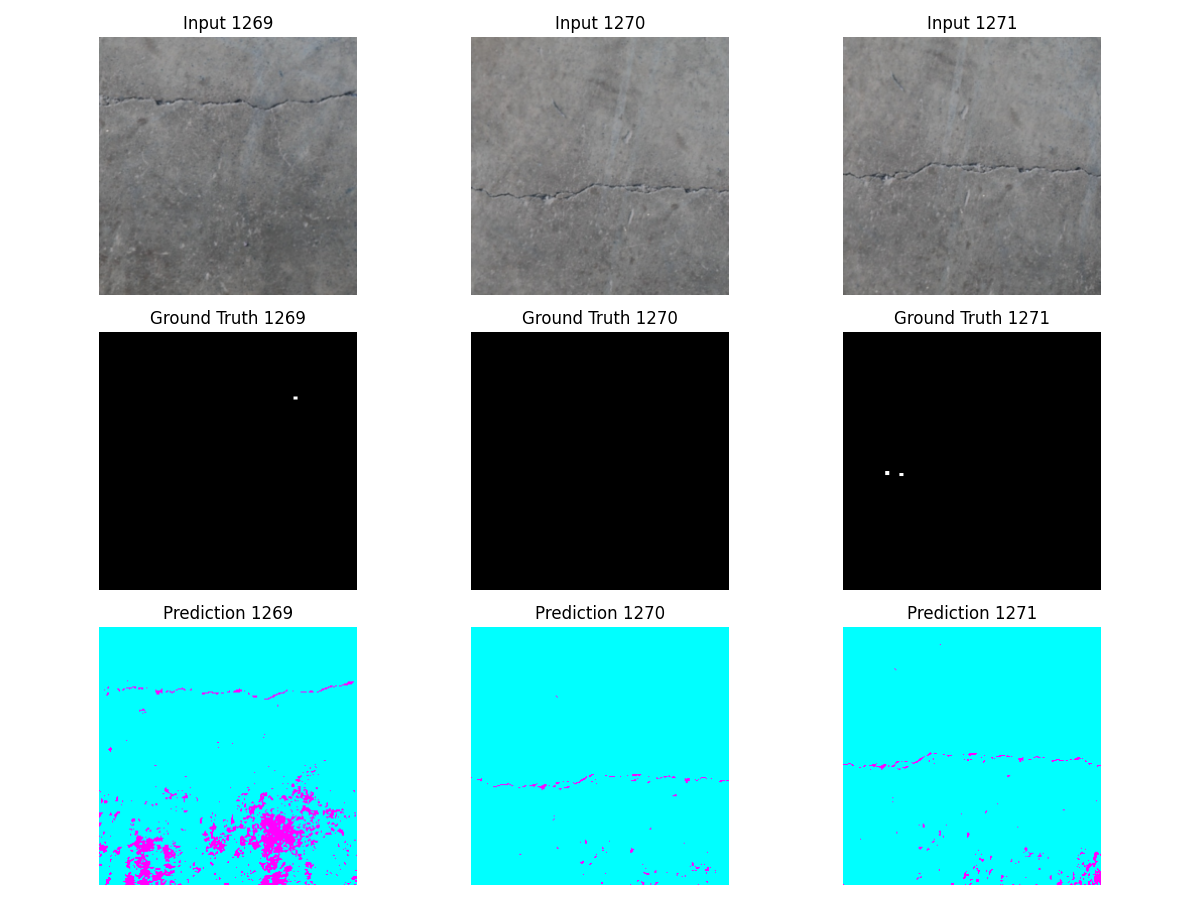 Input 1269
Input 1270
Input 1271
Ground Truth 1269
Ground Truth 1270
Ground Truth 1271
Prediction 1269
Prediction 1270
Prediction 1271